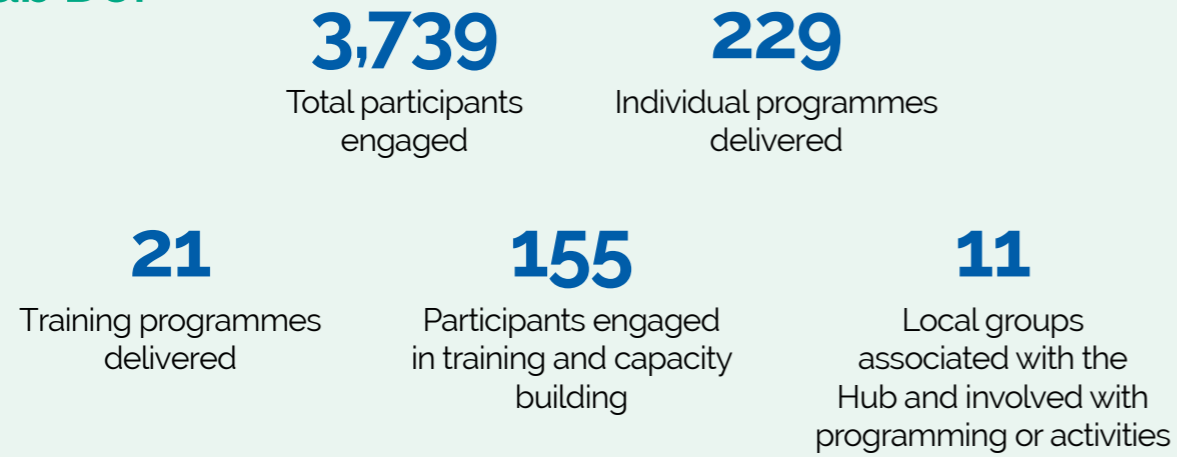 3,739
Total participants
engaged
229
Individual programmes
delivered
21
Training programmes
delivered
155
Participants engaged
in training and capacity
building
11
Local groups
associated with the
Hub and involved with
programming or activities